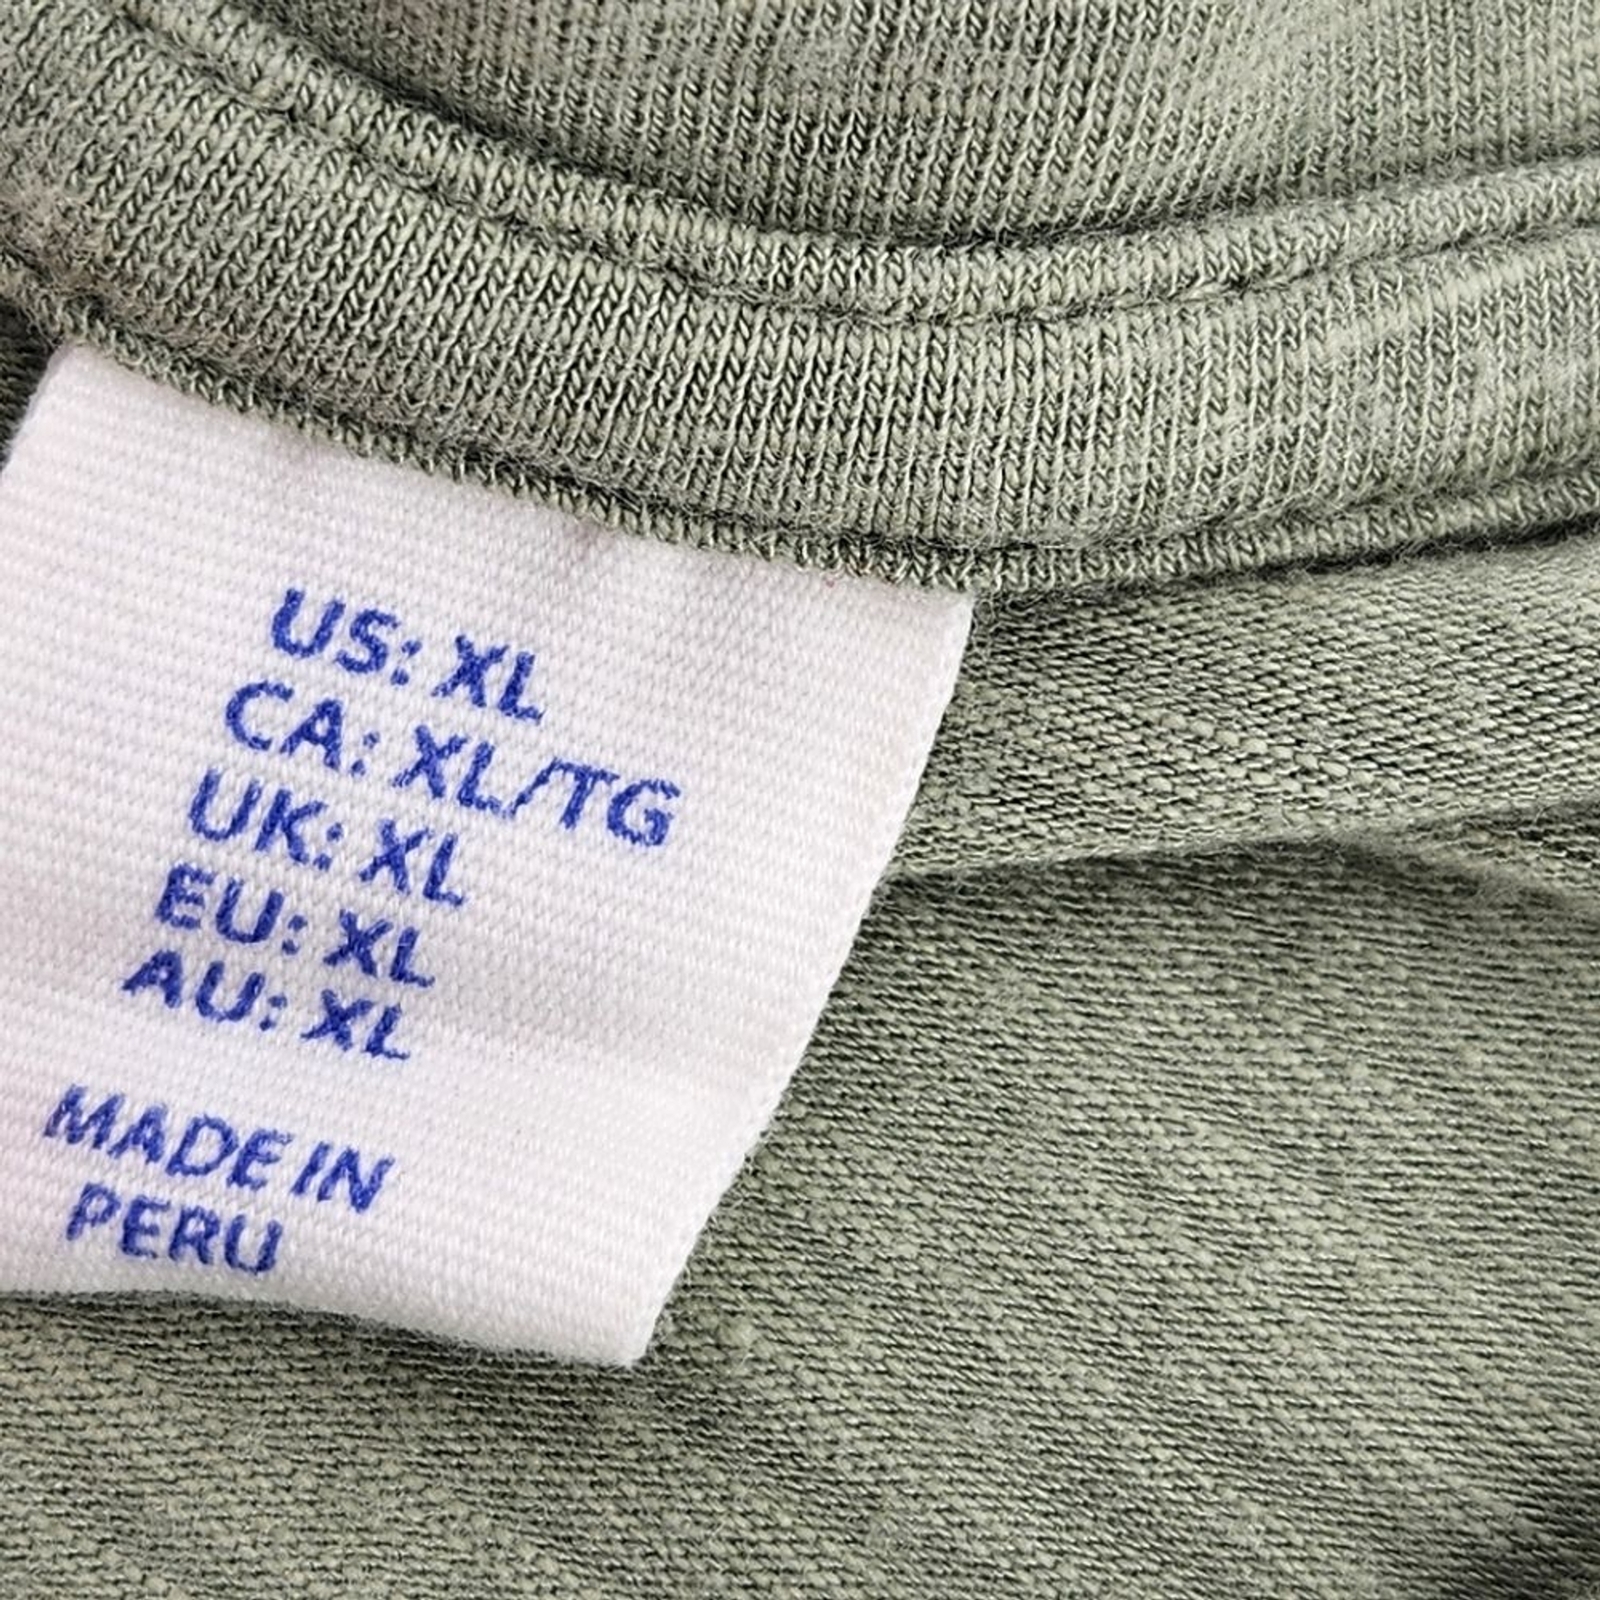 US: XL
CA: XL/TG
UK: XL
EU: XL
AU: XL
MADE IN
PERU